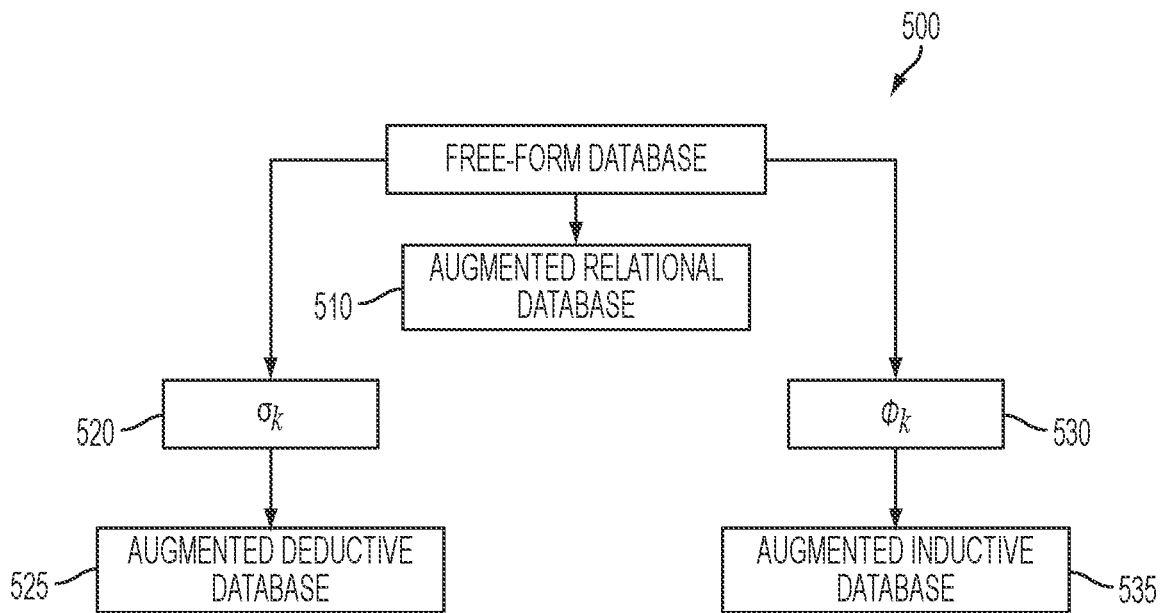 500
FREE-FORM DATABASE
AUGMENTED RELATIONAL
DATABASE
510
σk
520
ϕk
530
AUGMENTED DEDUCTIVE
DATABASE
525
AUGMENTED INDUCTIVE
DATABASE
535